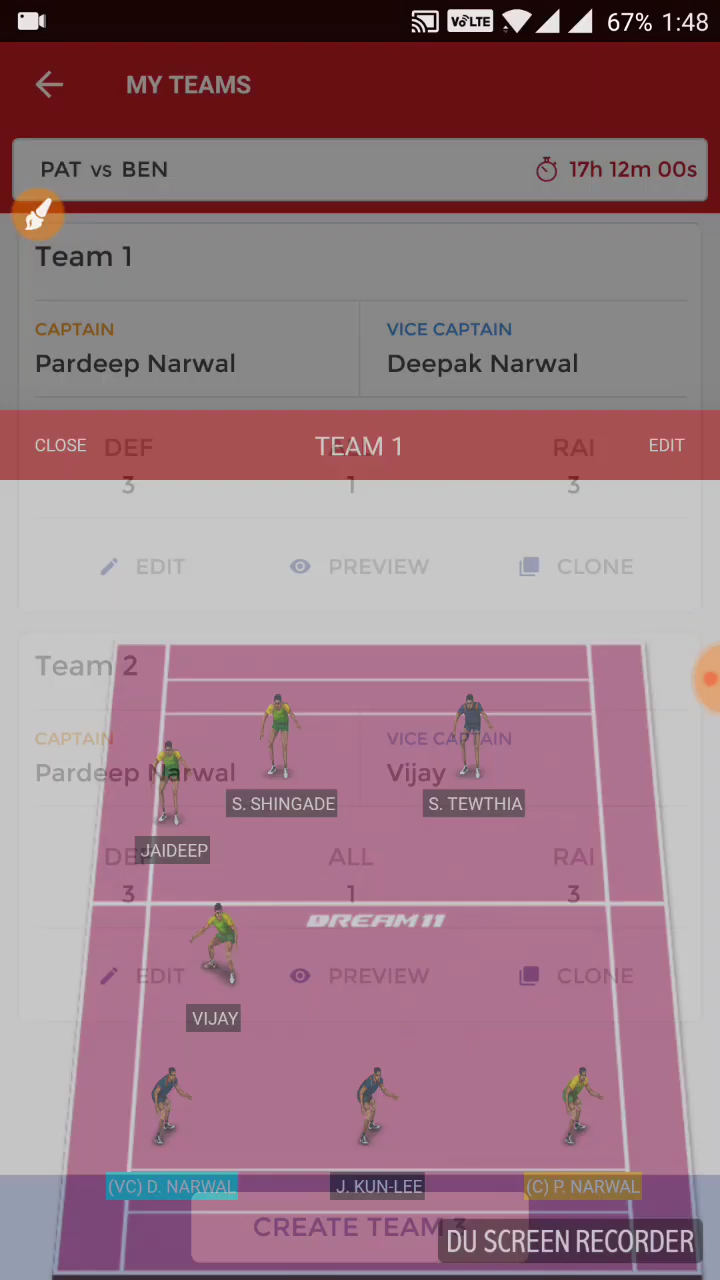 VoLTE 67% 1:48
MY TEAMS
PAT vs BEN 17h 12m 00s
Team 1
CAPTAIN VICE CAPTAIN
Pardeep Narwal Deepak Narwal
CLOSE DEF TEAM 1 RAI EDIT
3 1 3
EDIT PREVIEW CLONE
Team 2
CAPTAIN VICE CAPTAIN
Pardeep Narwal Vijay
S. SHINGADE S. TEWTHIA
JAIDEEP
DEF ALL RAI
3 1 3
DREAM11
EDIT PREVIEW CLONE
VIJAY
(VC) D. NARWAL J. KUN-LEE (C) P. NARWAL
CREATE TEAM 3
DU SCREEN RECORDER